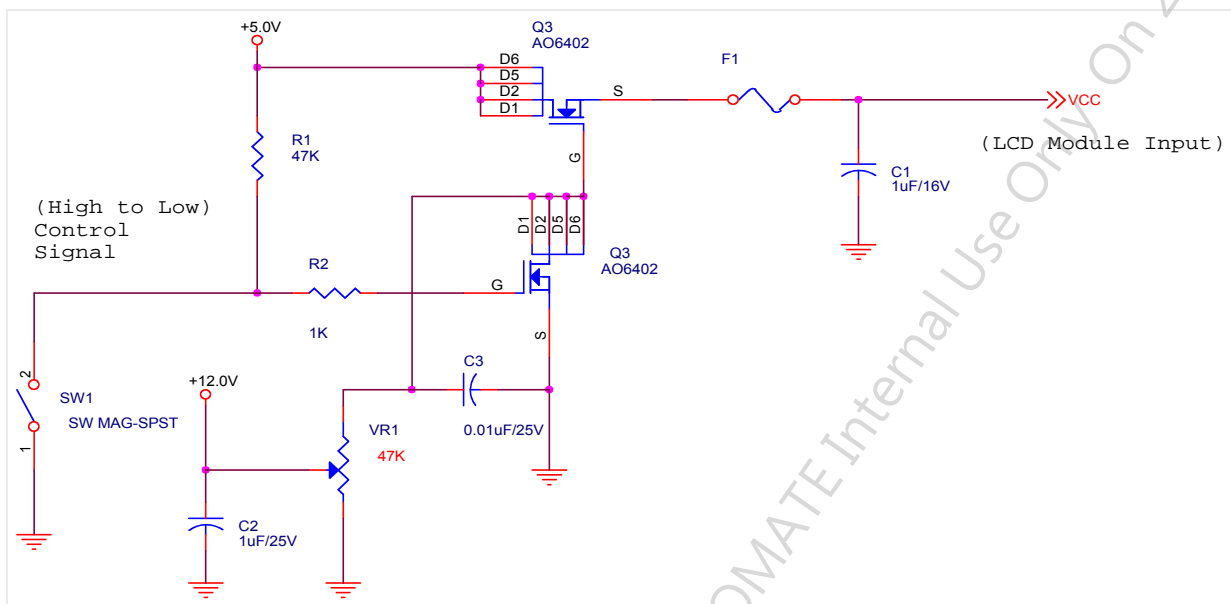 +5.0V
Q3
AO6402
D6
D5
D2
D1
S
G
F1
VCC
(LCD Module Input)
C1
1uF/16V
R1
47K
(High to Low)
Control
Signal
R2
1K
G
D1
D2
D5
D6
Q3
AO6402
S
C3
0.01uF/25V
+12.0V
2
SW1
SW MAG-SPST
1
VR1
47K
C2
1uF/25V
OMATE Internal Use Only On 2